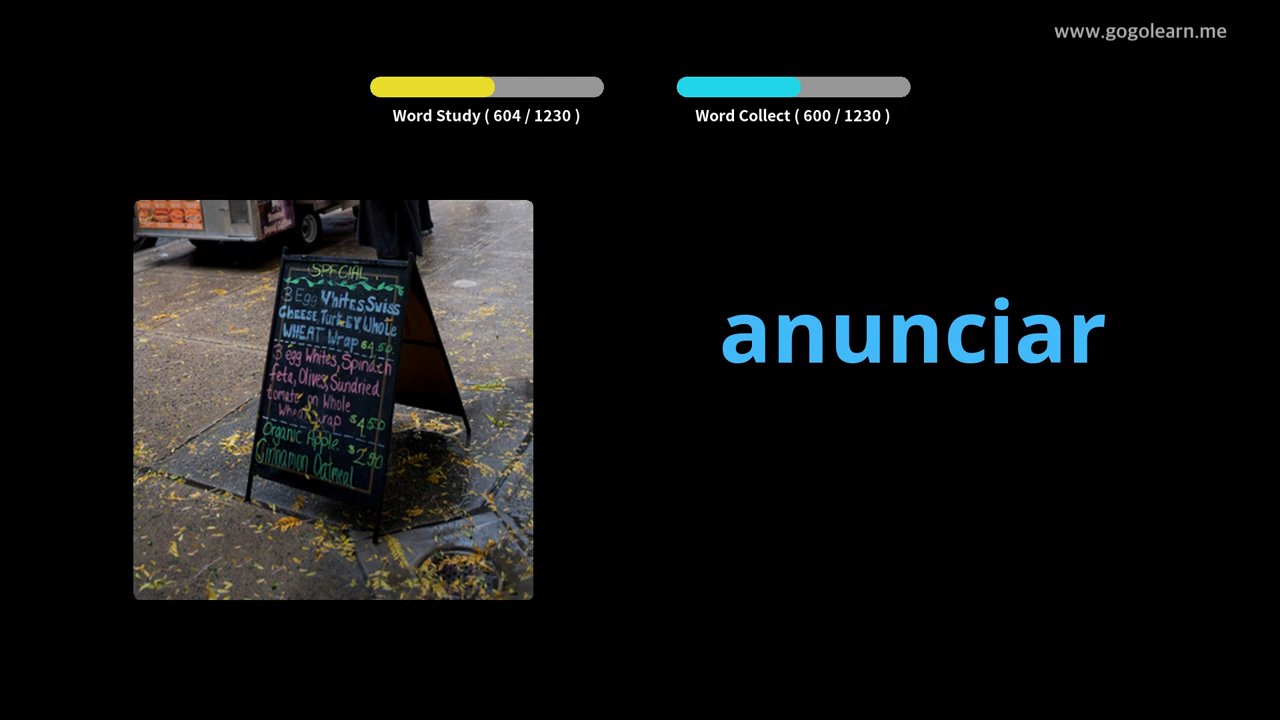 www.gogolearn.me
Word Study ( 604 / 1230 )
Word Collect ( 600 / 1230 )
SPECIAL
3 Egg Whites, Swiss
Cheese, Turkey Whole
WHEAT Wrap $4.50
3 egg Whites, Spinach
feta, Olives, Sundried
tomato on Whole
Wheat Wrap $4.50
Organic Apple
Cinnamon Oatmeal $2.50
anunciar